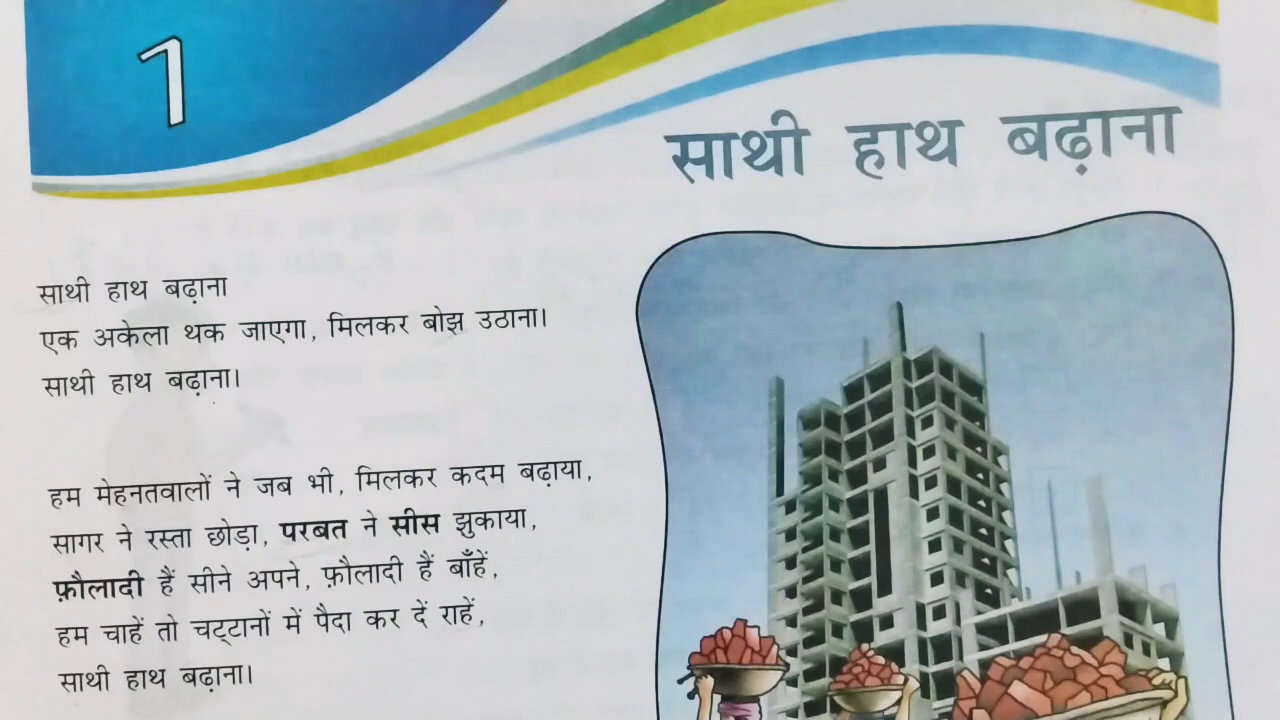 1
साथी हाथ बढ़ाना
साथी हाथ बढ़ाना
एक अकेला थक जाएगा, मिलकर बोझ उठाना।
साथी हाथ बढ़ाना।
हम मेहनतवालों ने जब भी, मिलकर कदम बढ़ाया,
सागर ने रस्ता छोड़ा, परबत ने सीस झुकाया,
फ़ौलादी हैं सीने अपने, फ़ौलादी हैं बाँहें,
हम चाहें तो चट्‌टानों में पैदा कर दें राहें,
साथी हाथ बढ़ाना।